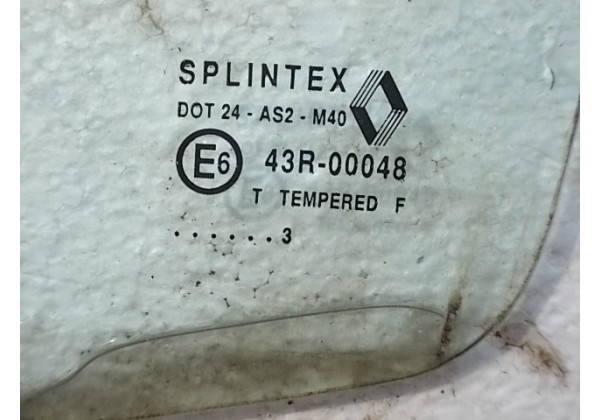 SPLINTEX
DOT 24 - AS2 - M40
E6 43R-00048
T TEMPERED F
. . . . . . 3